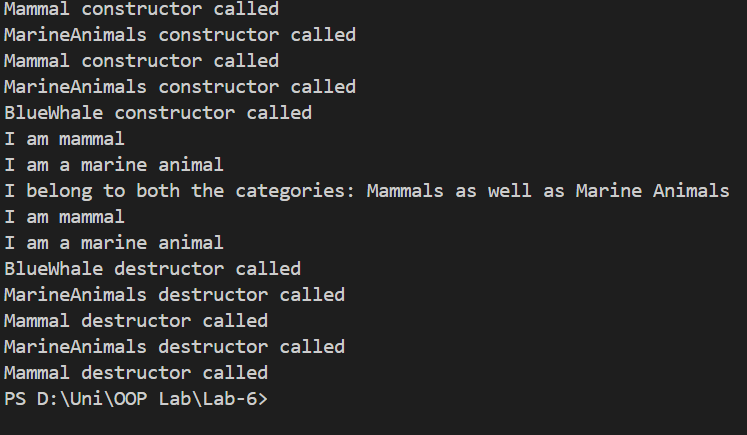 Mammal constructor called
MarineAnimals constructor called
Mammal constructor called
MarineAnimals constructor called
BlueWhale constructor called
I am mammal
I am a marine animal
I belong to both the categories: Mammals as well as Marine Animals
I am mammal
I am a marine animal
BlueWhale destructor called
MarineAnimals destructor called
Mammal destructor called
MarineAnimals destructor called
Mammal destructor called
PS D:\Uni\OOP Lab\Lab-6>